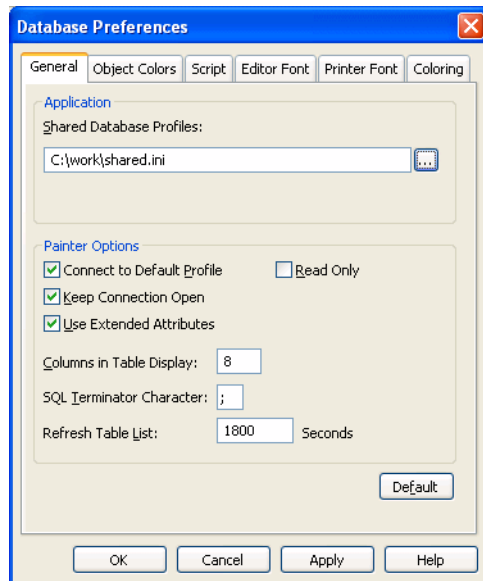 Database Preferences
General Object Colors Script Editor Font Printer Font Coloring
Application
Shared Database Profiles:
C:\work\shared.ini
...
Painter Options
Connect to Default Profile Read Only
Keep Connection Open
Use Extended Attributes
Columns in Table Display: 8
SQL Terminator Character: ;
Refresh Table List: 1800 Seconds
Default
OK Cancel Apply Help